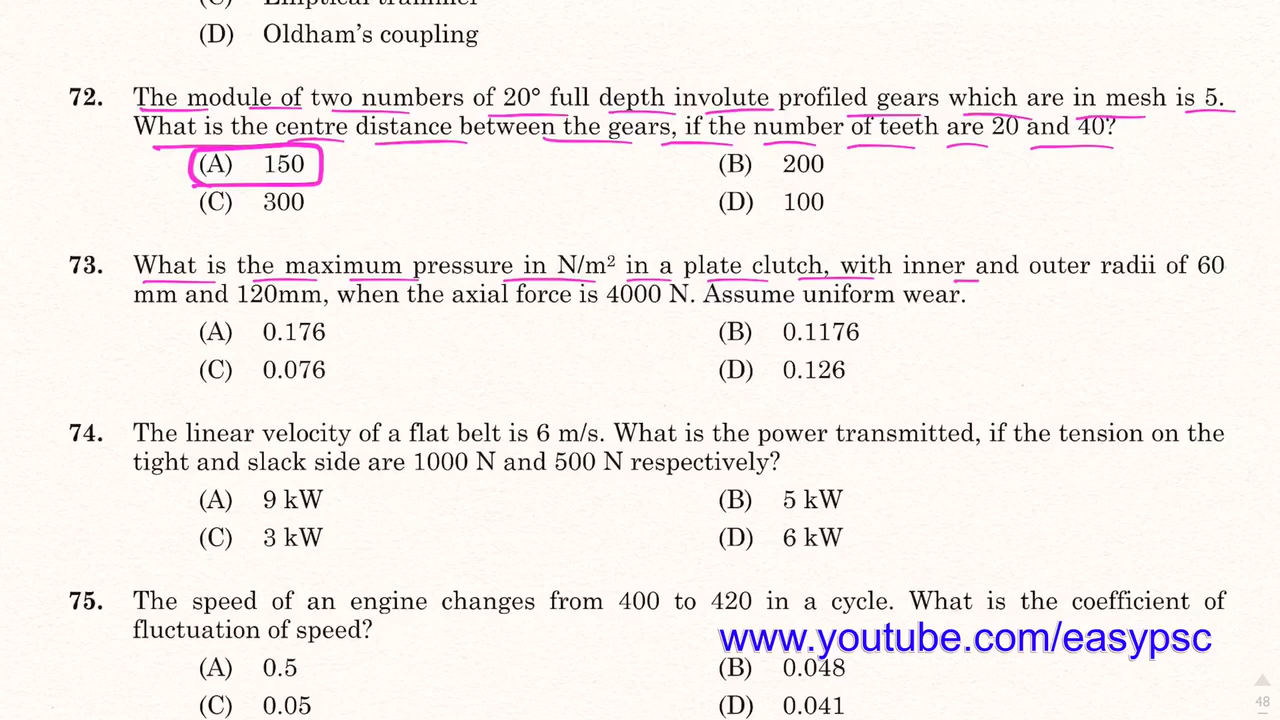 (C) Elliptical trammel
(D) Oldham's coupling
72. The module of two numbers of 20° full depth involute profiled gears which are in mesh is 5.
What is the centre distance between the gears, if the number of teeth are 20 and 40?
(A) 150 (B) 200
(C) 300 (D) 100
73. What is the maximum pressure in N/m² in a plate clutch, with inner and outer radii of 60
mm and 120mm, when the axial force is 4000 N. Assume uniform wear.
(A) 0.176 (B) 0.1176
(C) 0.076 (D) 0.126
74. The linear velocity of a flat belt is 6 m/s. What is the power transmitted, if the tension on the
tight and slack side are 1000 N and 500 N respectively?
(A) 9 kW (B) 5 kW
(C) 3 kW (D) 6 kW
75. The speed of an engine changes from 400 to 420 in a cycle. What is the coefficient of
fluctuation of speed?
www.youtube.com/easypsc
(A) 0.5 (B) 0.048
(C) 0.05 (D) 0.041
48